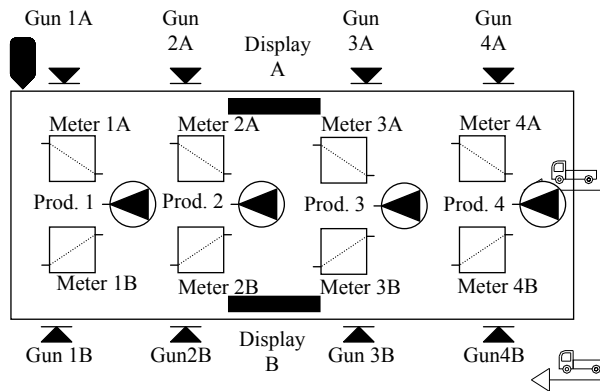 Gun 1A
Gun
2A
Display
A
Gun
3A
Gun
4A
Meter 1A
Meter 2A
Meter 3A
Meter 4A
Prod. 1
Prod. 2
Prod. 3
Prod. 4
Meter 1B
Meter 2B
Meter 3B
Meter 4B
Gun 1B
Gun2B
Display
B
Gun 3B
Gun4B